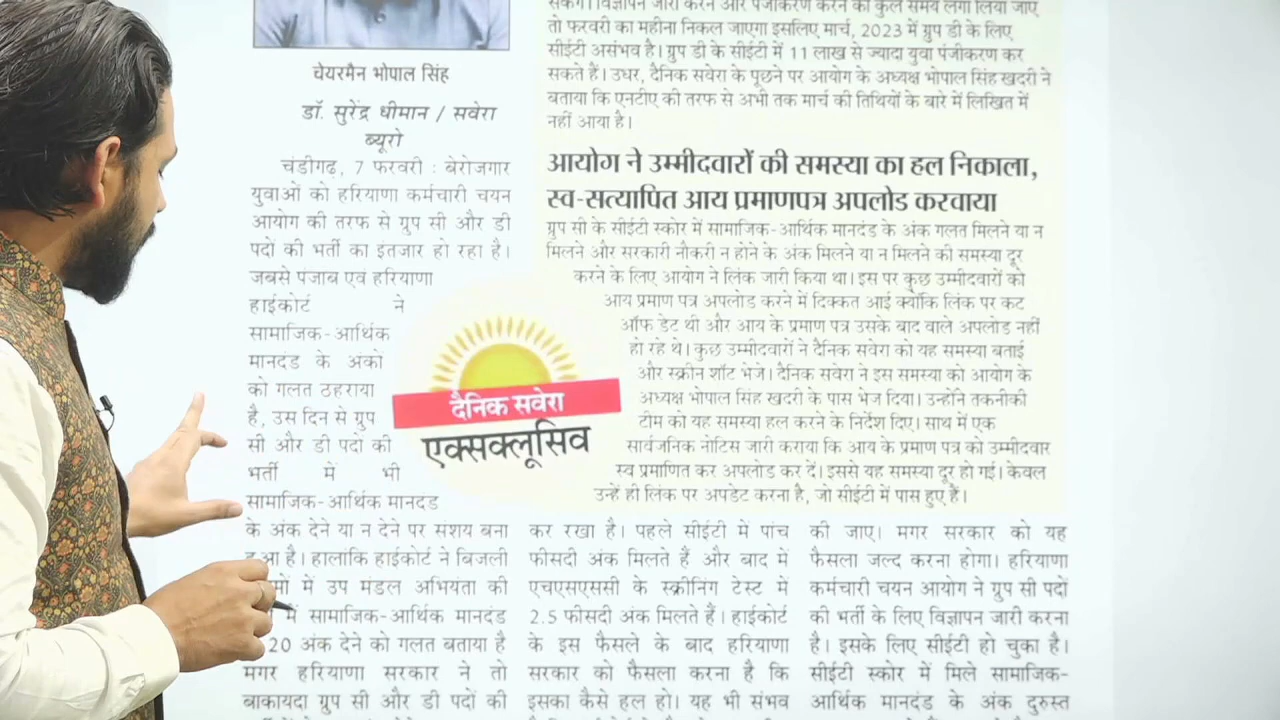 चेयरमैन भोपाल सिंह
डॉ. सुरेंद्र धीमान / सवेरा
ब्यूरो
चंडीगढ़, 7 फरवरी : बेरोजगार
युवाओं को हरियाणा कर्मचारी चयन
आयोग की तरफ से ग्रुप सी और डी
पदों की भर्ती का इंतजार हो रहा है।
जबसे पंजाब एवं हरियाणा
हाईकोर्ट ने
सामाजिक-आर्थिक
मानदंड के अंकों
को गलत ठहराया
है, उस दिन से ग्रुप
सी और डी पदों की
भर्ती में भी
सामाजिक-आर्थिक मानदंड
के अंक देने या न देने पर संशय बना
हुआ है। हालांकि हाईकोर्ट ने बिजली
में उप मंडल अभियंता की
में सामाजिक-आर्थिक मानदंड
20 अंक देने को गलत बताया है
मगर हरियाणा सरकार ने तो
बाकायदा ग्रुप सी और डी पदों की
सकेंगे। विज्ञापन जारी करने और पंजीकरण करने का कुल समय लगा लिया जाए
तो फरवरी का महीना निकल जाएगा इसलिए मार्च, 2023 में ग्रुप डी के लिए
सीईटी असंभव है। ग्रुप डी के सीईटी में 11 लाख से ज्यादा युवा पंजीकरण कर
सकते हैं। उधर, दैनिक सवेरा के पूछने पर आयोग के अध्यक्ष भोपाल सिंह खदरी ने
बताया कि एनटीए की तरफ से अभी तक मार्च की तिथियों के बारे में लिखित में
नहीं आया है।
आयोग ने उम्मीदवारों की समस्या का हल निकाला,
स्व-सत्यापित आय प्रमाणपत्र अपलोड करवाया
ग्रुप सी के सीईटी स्कोर में सामाजिक-आर्थिक मानदंड के अंक गलत मिलने या न
मिलने और सरकारी नौकरी न होने के अंक मिलने या न मिलने की समस्या दूर
करने के लिए आयोग ने लिंक जारी किया था। इस पर कुछ उम्मीदवारों को
आय प्रमाण पत्र अपलोड करने में दिक्कत आई क्योंकि लिंक पर कट
ऑफ डेट थी और आय के प्रमाण पत्र उसके बाद वाले अपलोड नहीं
हो रहे थे। कुछ उम्मीदवारों ने दैनिक सवेरा को यह समस्या बताई
और स्क्रीन शॉट भेजे। दैनिक सवेरा ने इस समस्या को आयोग के
अध्यक्ष भोपाल सिंह खदरी के पास भेज दिया। उन्होंने तकनीकी
टीम को यह समस्या हल करने के निर्देश दिए। साथ में एक
सार्वजनिक नोटिस जारी कराया कि आय के प्रमाण पत्र को उम्मीदवार
स्व प्रमाणित कर अपलोड कर दें। इससे यह समस्या दूर हो गई। केवल
उन्हें ही लिंक पर अपडेट करना है, जो सीईटी में पास हुए हैं।
दैनिक सवेरा
एक्सक्लूसिव
कर रखा है। पहले सीईटी में पांच
फीसदी अंक मिलते हैं और बाद में
एचएसएससी के स्क्रीनिंग टेस्ट में
2.5 फीसदी अंक मिलते हैं। हाईकोर्ट
के इस फैसले के बाद हरियाणा
सरकार को फैसला करना है कि
इसका कैसे हल हो। यह भी संभव
की जाए। मगर सरकार को यह
फैसला जल्द करना होगा। हरियाणा
कर्मचारी चयन आयोग ने ग्रुप सी पदों
की भर्ती के लिए विज्ञापन जारी करना
है। इसके लिए सीईटी हो चुका है।
सीईटी स्कोर में मिले सामाजिक-
आर्थिक मानदंड के अंक दुरुस्त